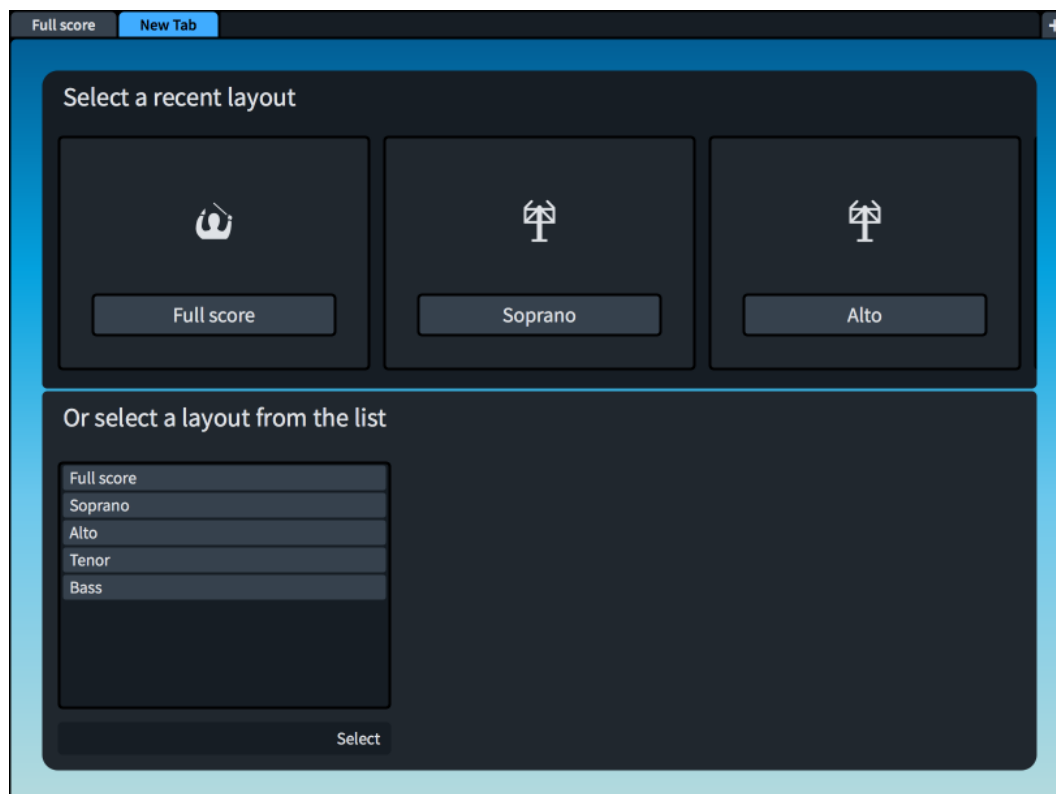 Full score
New Tab
+
Select a recent layout
Full score
Soprano
Alto
Or select a layout from the list
Full score
Soprano
Alto
Tenor
Bass
Select